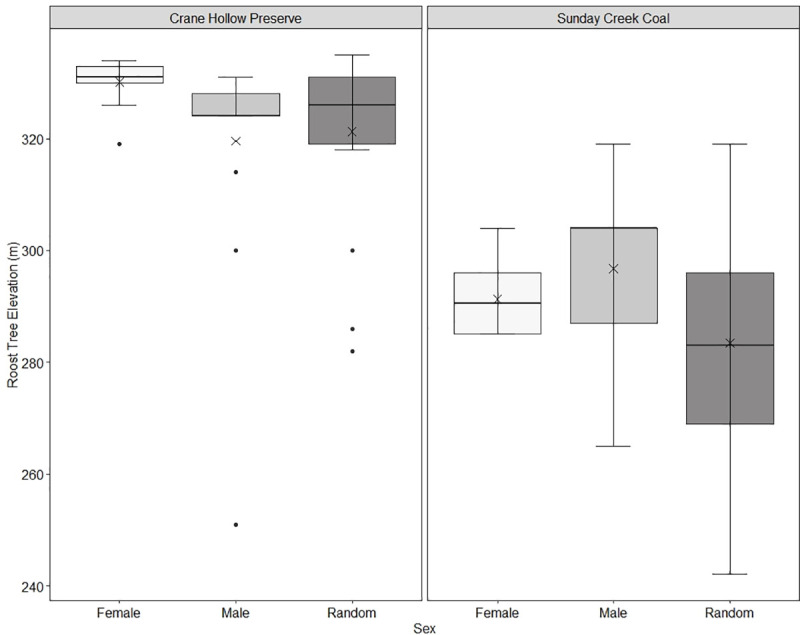 Crane Hollow Preserve
Sunday Creek Coal
Roost Tree Elevation (m)
320
300
280
260
240
Female
Male
Random
Female
Male
Random
Sex